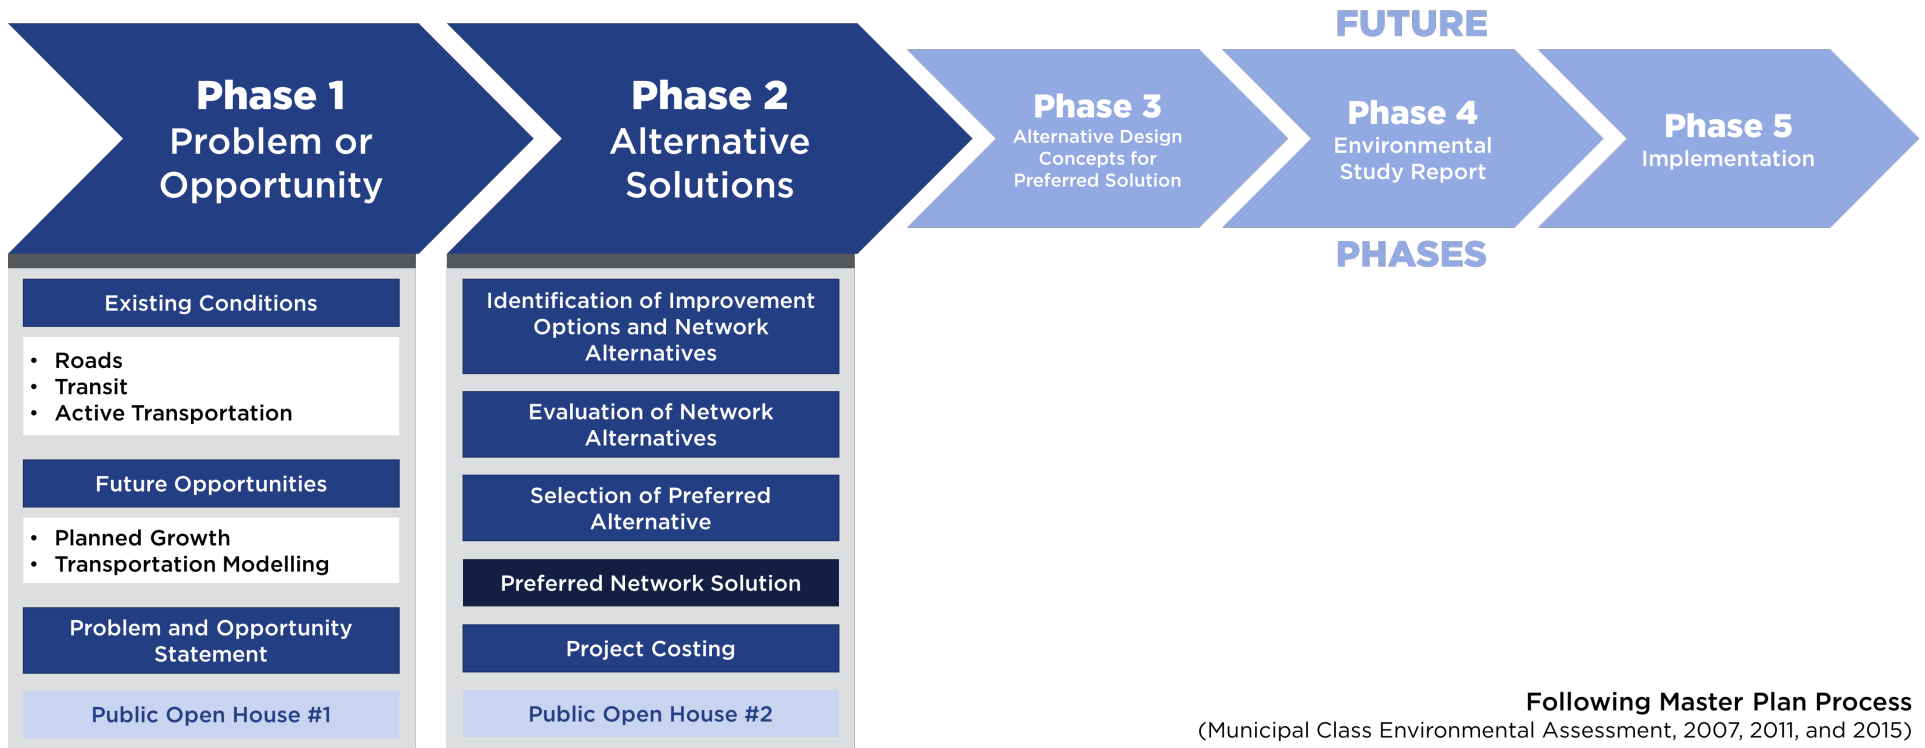 FUTURE
Phase 1
Problem or
Opportunity
Phase 2
Alternative
Solutions
Phase 3
Alternative Design
Concepts for
Preferred Solution
Phase 4
Environmental
Study Report
Phase 5
Implementation
PHASES
Existing Conditions
• Roads
• Transit
• Active Transportation
Future Opportunities
• Planned Growth
• Transportation Modelling
Problem and Opportunity
Statement
Public Open House #1
Identification of Improvement
Options and Network
Alternatives
Evaluation of Network
Alternatives
Selection of Preferred
Alternative
Preferred Network Solution
Project Costing
Public Open House #2
Following Master Plan Process
(Municipal Class Environmental Assessment, 2007, 2011, and 2015)